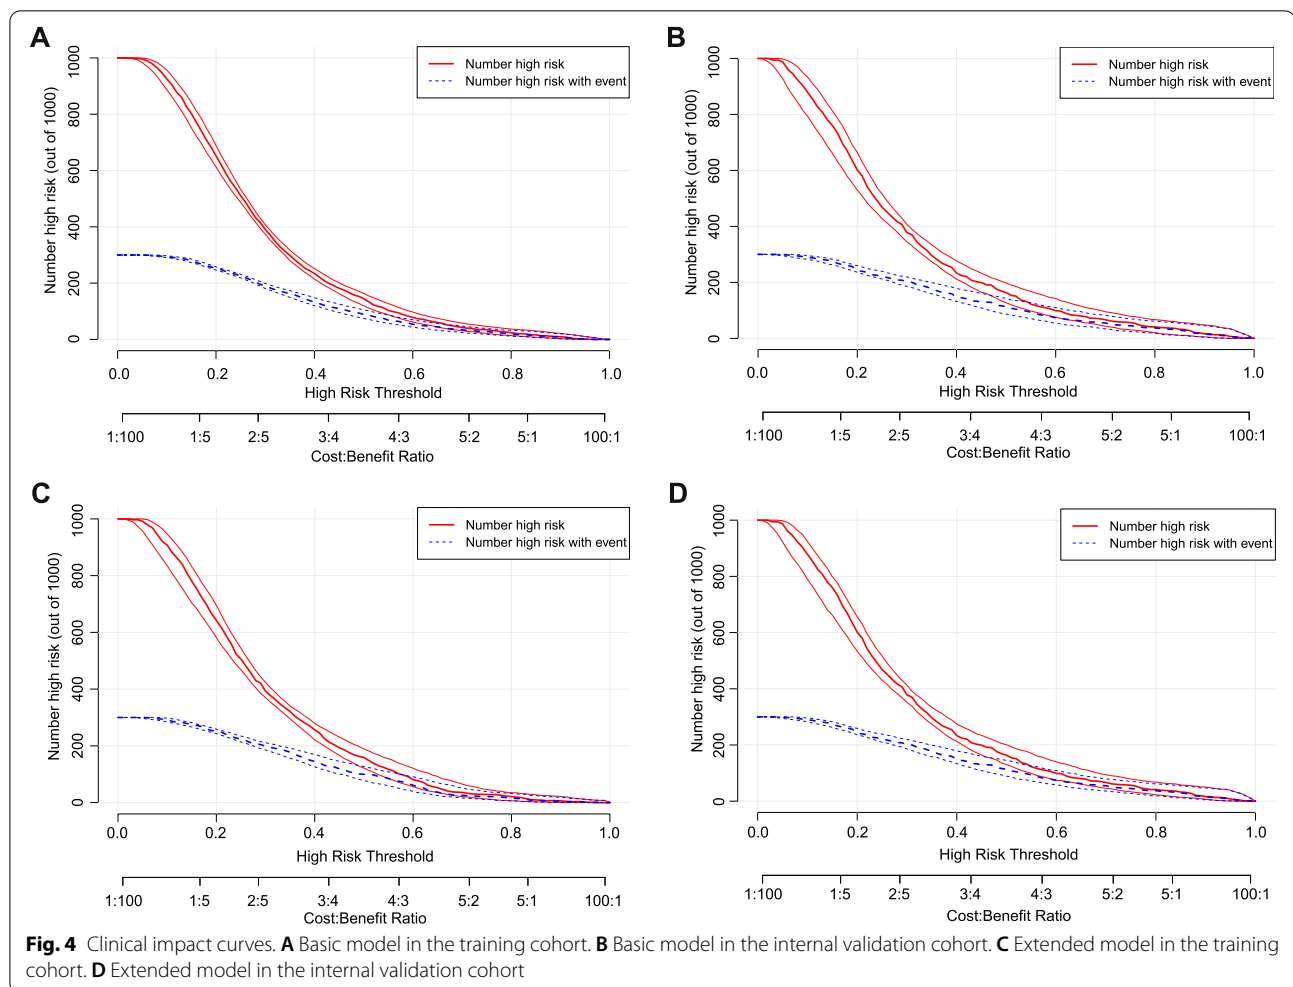 A
Number high risk (out of 1000)
1000
800
600
400
200
0
Number high risk
Number high risk with event
0.0 0.2 0.4 0.6 0.8 1.0
High Risk Threshold
1:100 1:5 2:5 3:4 4:3 5:2 5:1 100:1
Cost:Benefit Ratio
B
Number high risk (out of 1000)
1000
800
600
400
200
0
Number high risk
Number high risk with event
0.0 0.2 0.4 0.6 0.8 1.0
High Risk Threshold
1:100 1:5 2:5 3:4 4:3 5:2 5:1 100:1
Cost:Benefit Ratio
C
Number high risk (out of 1000)
1000
800
600
400
200
0
Number high risk
Number high risk with event
0.0 0.2 0.4 0.6 0.8 1.0
High Risk Threshold
1:100 1:5 2:5 3:4 4:3 5:2 5:1 100:1
Cost:Benefit Ratio
D
Number high risk (out of 1000)
1000
800
600
400
200
0
Number high risk
Number high risk with event
0.0 0.2 0.4 0.6 0.8 1.0
High Risk Threshold
1:100 1:5 2:5 3:4 4:3 5:2 5:1 100:1
Cost:Benefit Ratio
Fig. 4 Clinical impact curves. A Basic model in the training cohort. B Basic model in the internal validation cohort. C Extended model in the training
cohort. D Extended model in the internal validation cohort